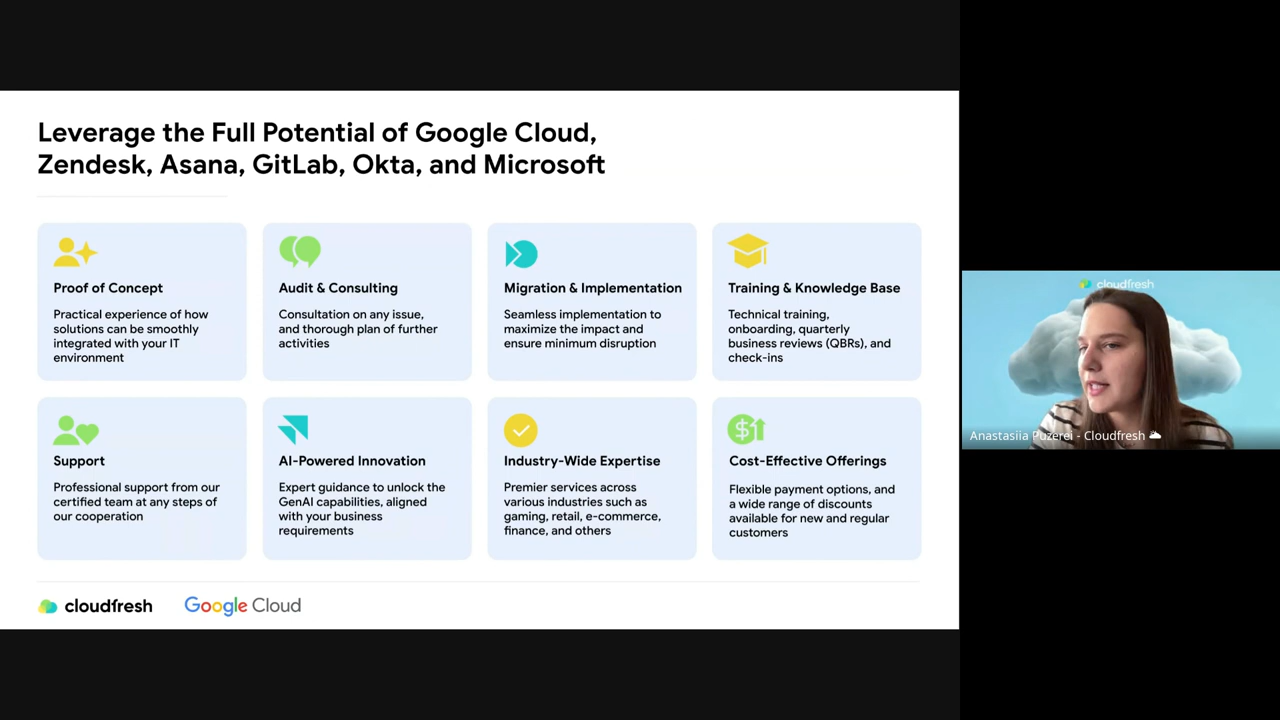 Leverage the Full Potential of Google Cloud,
Zendesk, Asana, GitLab, Okta, and Microsoft
Proof of Concept
Practical experience of how
solutions can be smoothly
integrated with your IT
environment
Audit & Consulting
Consultation on any issue,
and thorough plan of further
activities
Migration & Implementation
Seamless implementation to
maximize the impact and
ensure minimum disruption
Training & Knowledge Base
Technical training,
onboarding, quarterly
business reviews (QBRs), and
check-ins
Support
Professional support from our
certified team at any steps of
our cooperation
AI-Powered Innovation
Expert guidance to unlock the
GenAI capabilities, aligned
with your business
requirements
Industry-Wide Expertise
Premier services across
various industries such as
gaming, retail, e-commerce,
finance, and others
Cost-Effective Offerings
Flexible payment options, and
a wide range of discounts
available for new and regular
customers
cloudfresh
Google Cloud
cloudfresh
Anastasiia Puzerei - Cloudfresh